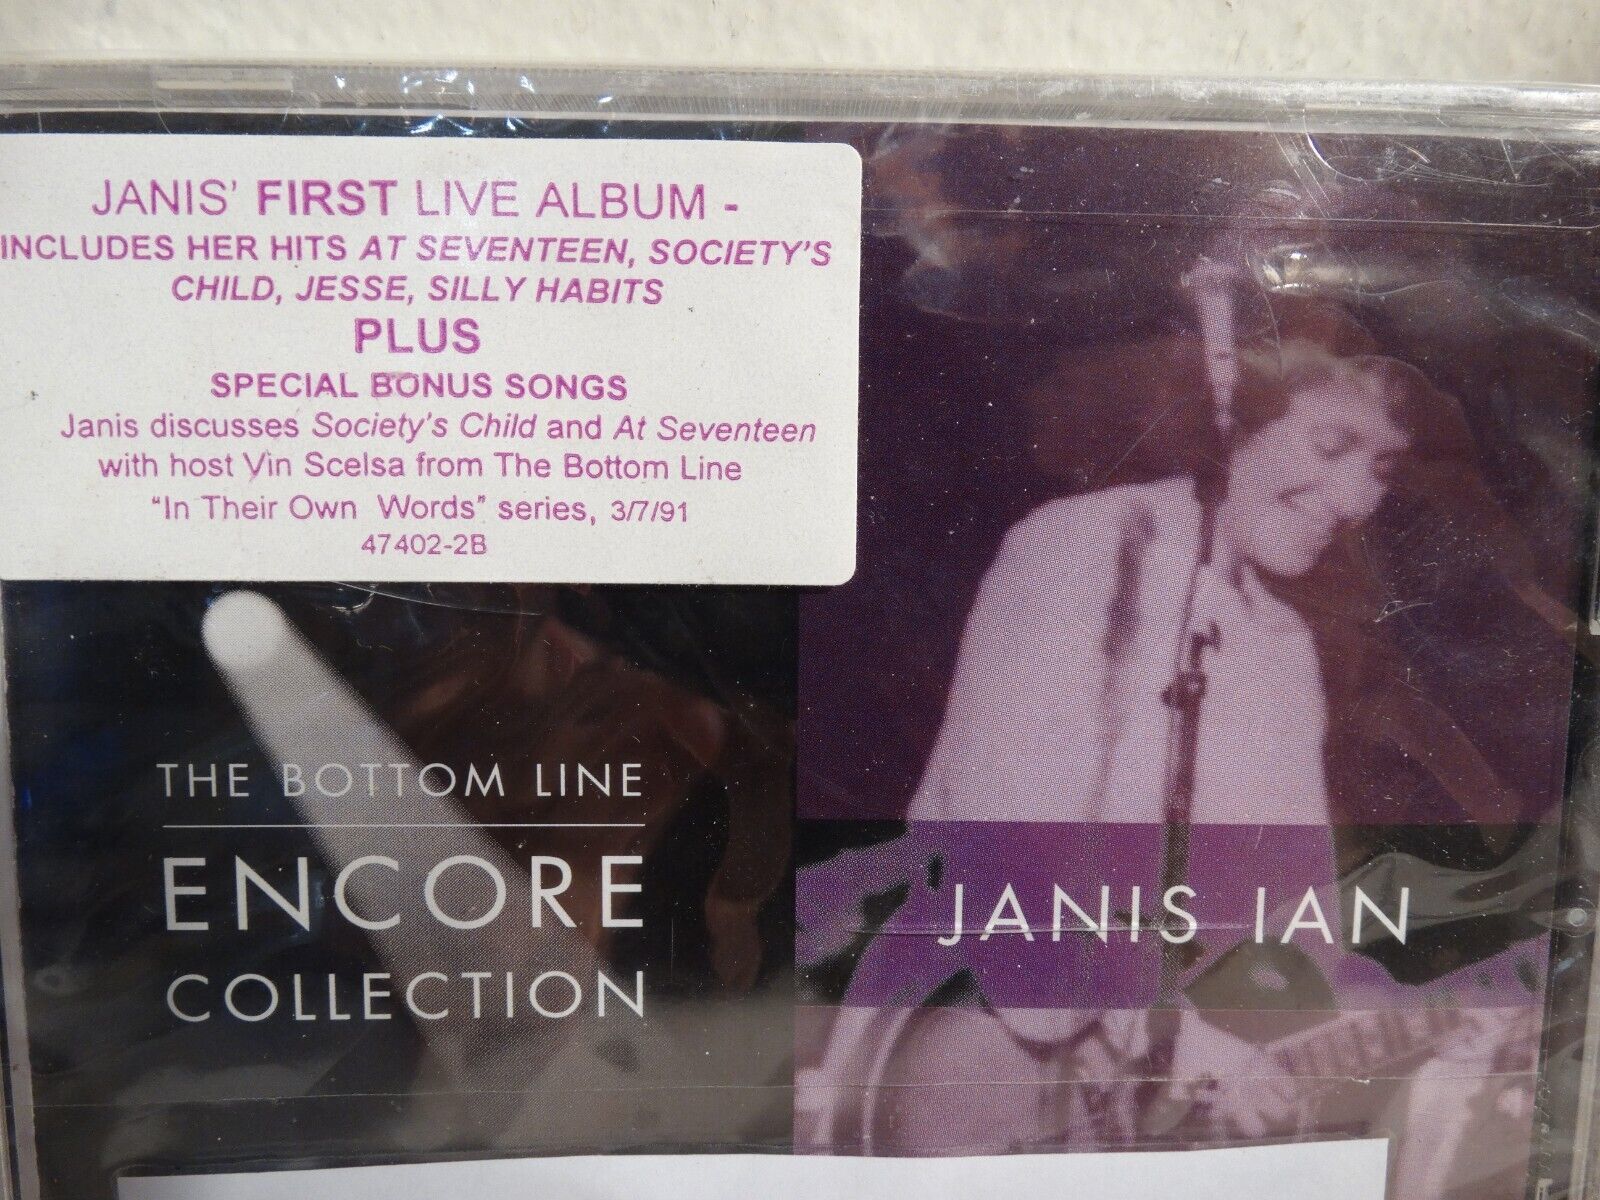 JANIS' FIRST LIVE ALBUM -
INCLUDES HER HITS AT SEVENTEEN, SOCIETY'S
CHILD, JESSE, SILLY HABITS
PLUS
SPECIAL BONUS SONGS
Janis discusses Society's Child and At Seventeen
with host Vin Scelsa from The Bottom Line
"In Their Own Words" series, 3/7/91
47402-2B
THE BOTTOM LINE
ENCORE
COLLECTION
JANIS IAN